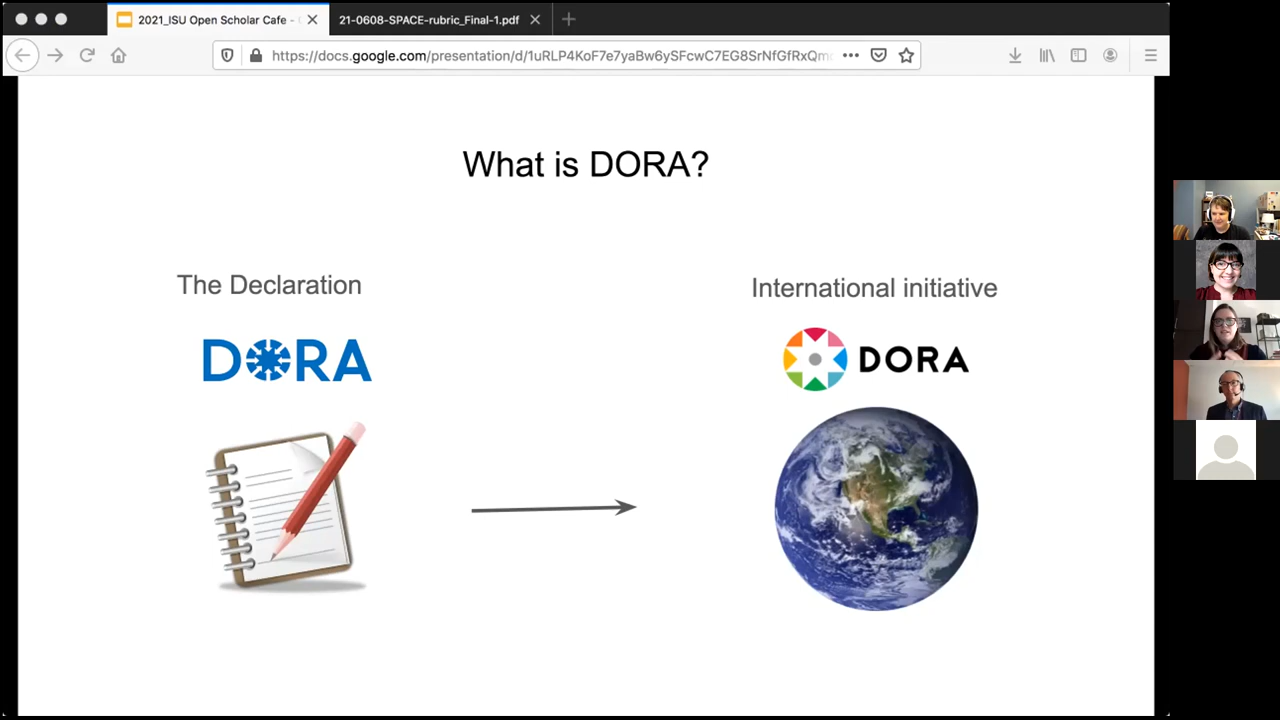 2021_ISU Open Scholar Cafe -
21-0608-SPACE-rubric_Final-1.pdf
https://docs.google.com/presentation/d/1uRLP4KoF7e7yaBw6ySFcwC7EG8SrNfGfRxQm
What is DORA?
The Declaration
International initiative
DORA
DORA